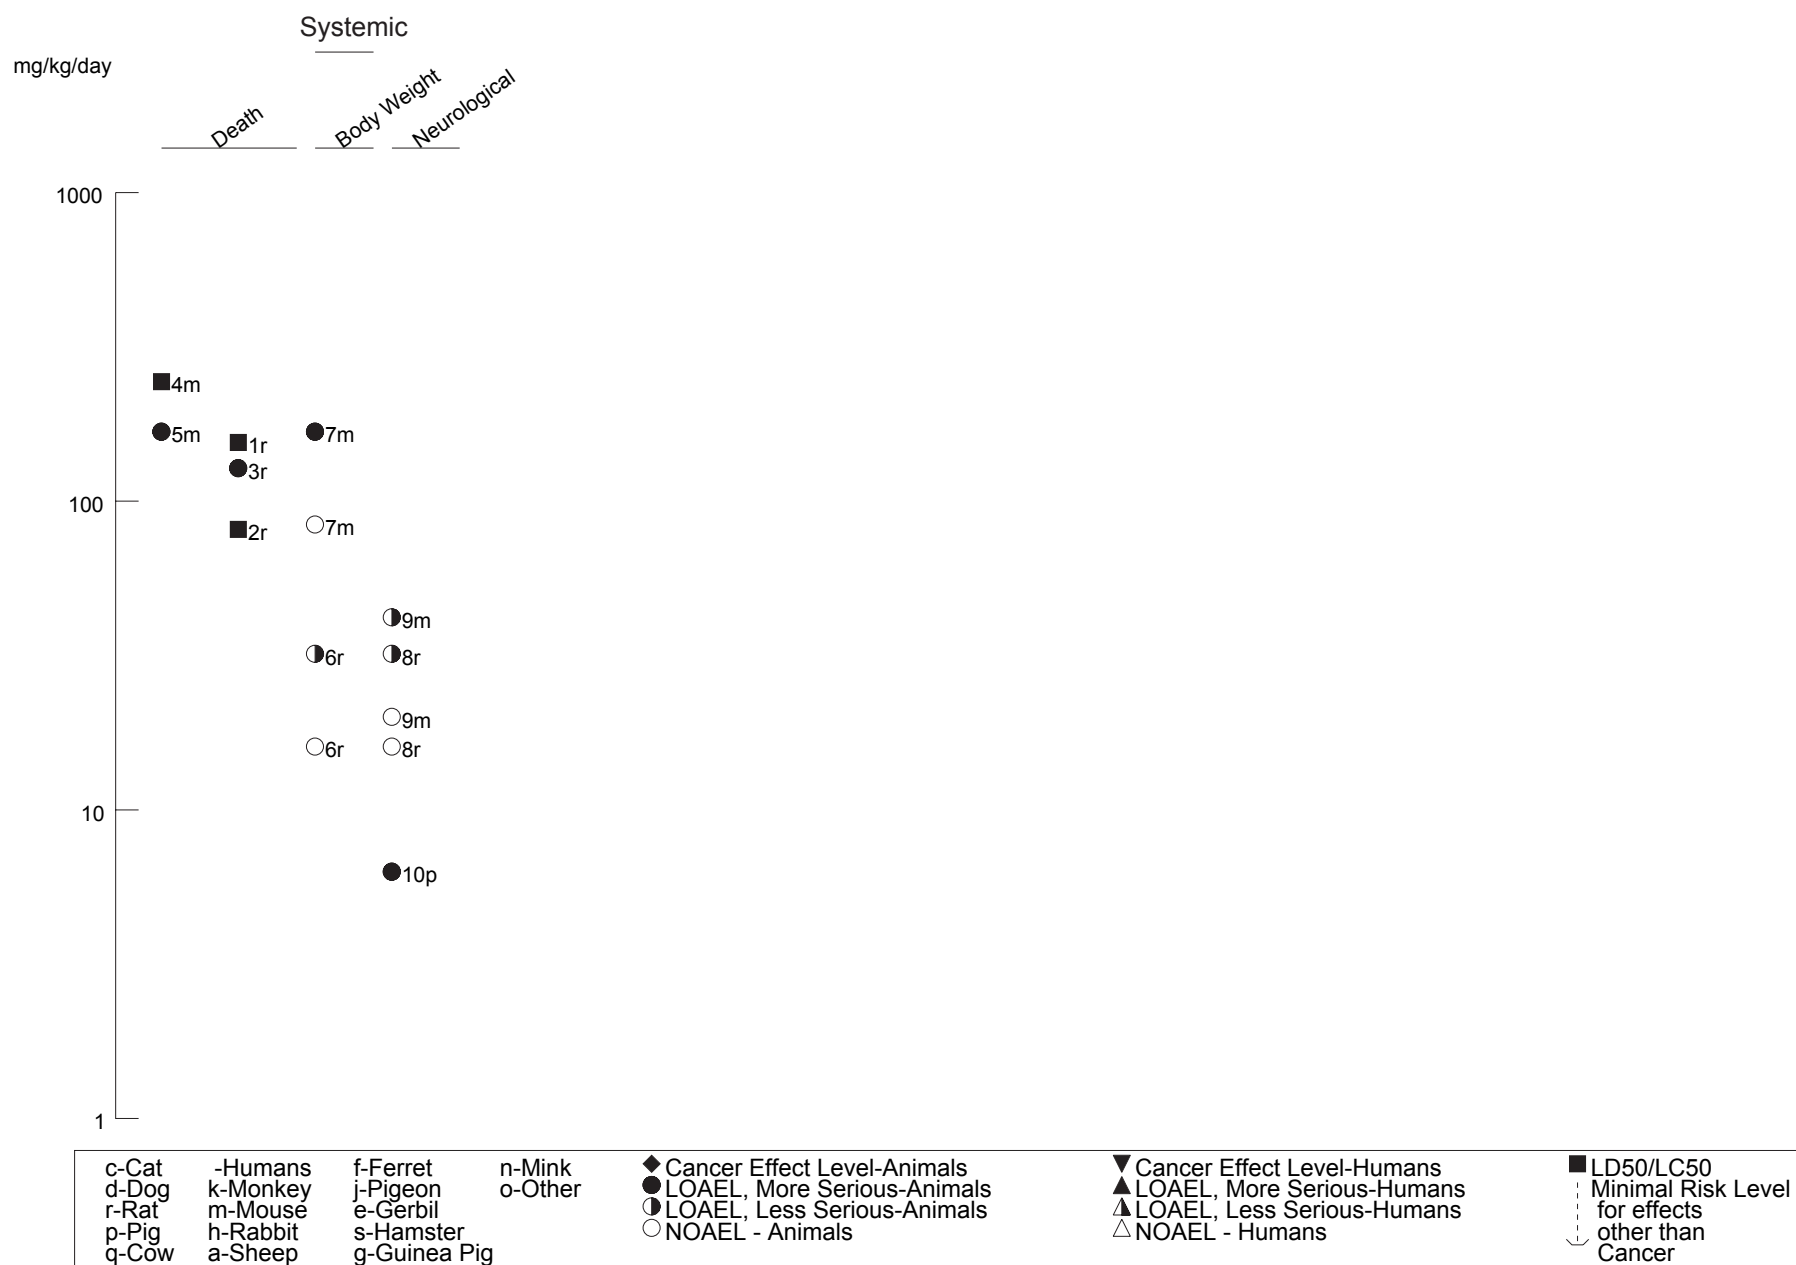 Systemic
mg/kg/day
Death
Body Weight
Neurological
1000
4m
5m
7m
1r
3r
100
7m
2r
9m
6r
8r
9m
6r
8r
10
10p
1
c-Cat -Humans f-Ferret n-Mink Cancer Effect Level-Animals Cancer Effect Level-Humans LD50/LC50
d-Dog k-Monkey j-Pigeon o-Other LOAEL, More Serious-Animals LOAEL, More Serious-Humans Minimal Risk Level
r-Rat m-Mouse e-Gerbil LOAEL, Less Serious-Animals LOAEL, Less Serious-Humans for effects
p-Pig h-Rabbit s-Hamster NOAEL - Animals NOAEL - Humans other than
q-Cow a-Sheep g-Guinea Pig Cancer